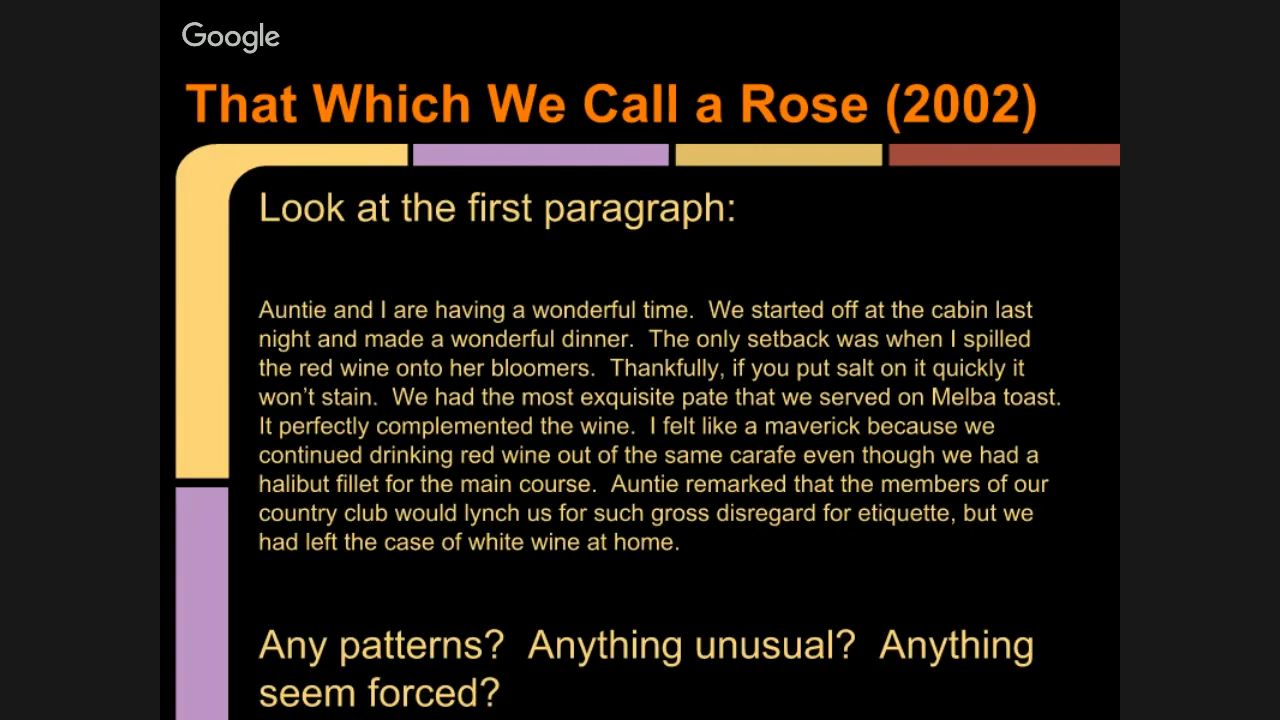 Google
That Which We Call a Rose (2002)
Look at the first paragraph:
Auntie and I are having a wonderful time.  We started off at the cabin last
night and made a wonderful dinner.  The only setback was when I spilled
the red wine onto her bloomers.  Thankfully, if you put salt on it quickly it
won’t stain.  We had the most exquisite pate that we served on Melba toast.
It perfectly complemented the wine.  I felt like a maverick because we
continued drinking red wine out of the same carafe even though we had a
halibut fillet for the main course.  Auntie remarked that the members of our
country club would lynch us for such gross disregard for etiquette, but we
had left the case of white wine at home.
Any patterns?  Anything unusual?  Anything
seem forced?